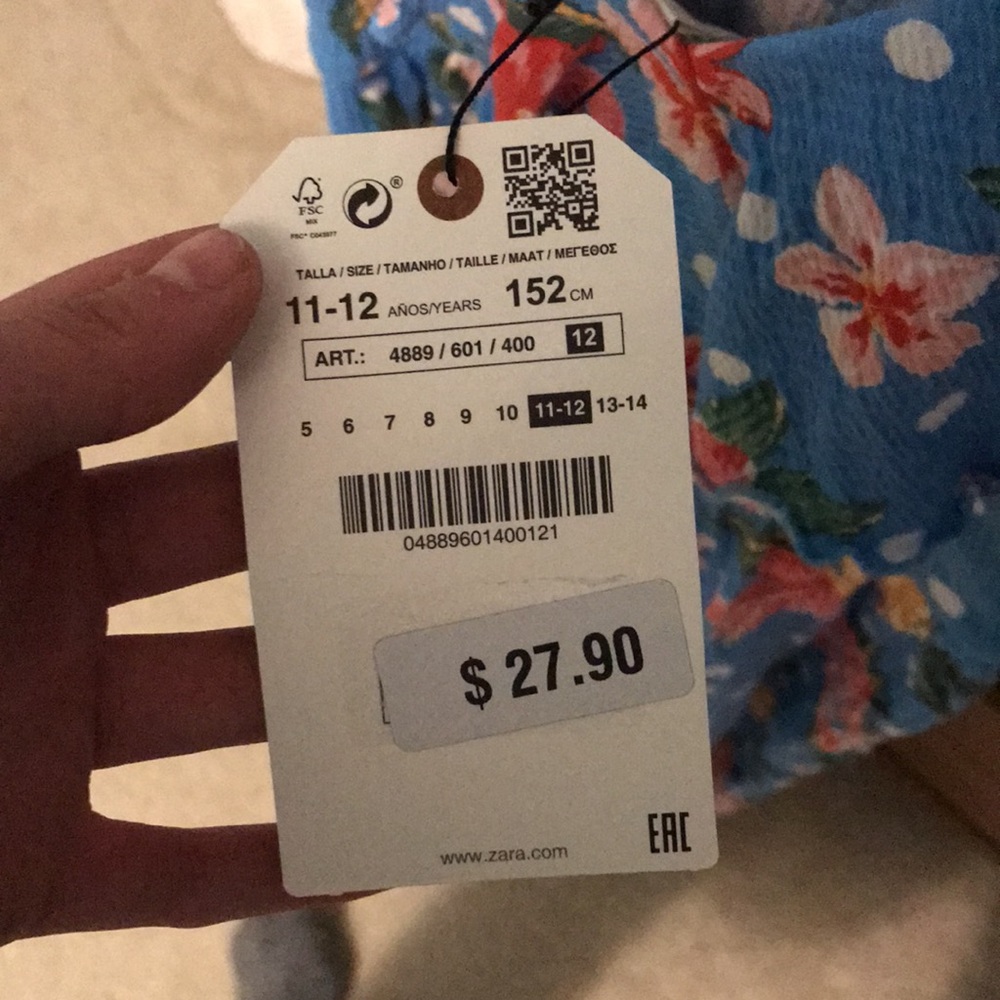 FSC
MIX
®
TALLA / SIZE / TAMANHO / TAILLE / MAAT / ΜΕΓΕΘΟΣ
11-12 AÑOS/YEARS 152 CM
ART.: 4889 / 601 / 400 12
5 6 7 8 9 10 11-12 13-14
04889601400121
$ 27.90
EAC
www.zara.com